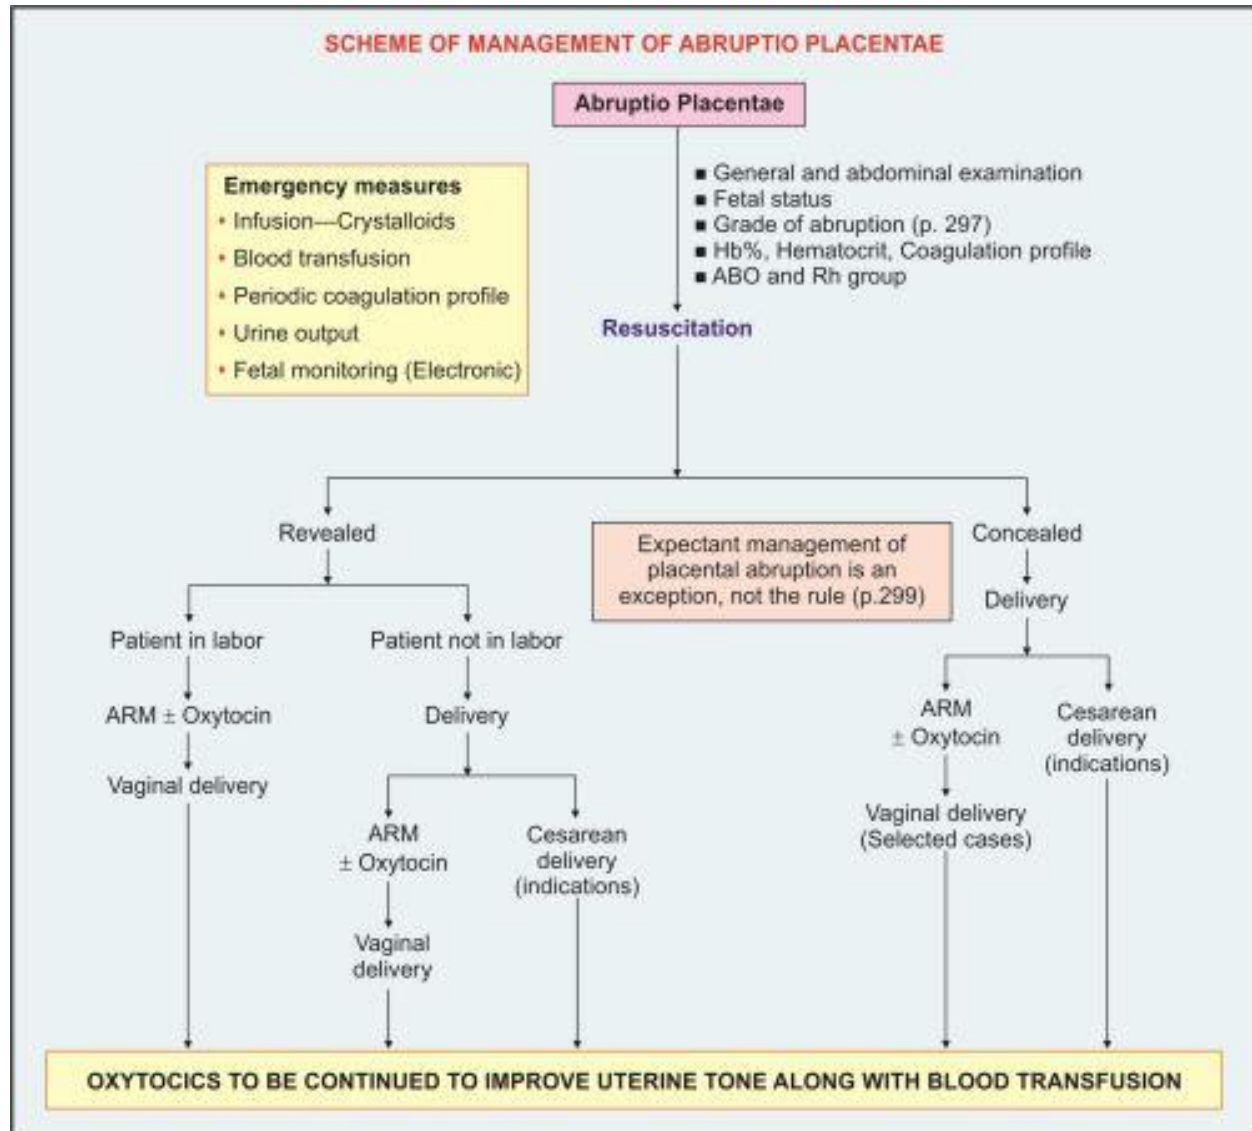 SCHEME OF MANAGEMENT OF ABRUPTIO PLACENTAE
Abruptio Placentae
■ General and abdominal examination
■ Fetal status
■ Grade of abruption (p. 297)
■ Hb%, Hematocrit, Coagulation profile
■ ABO and Rh group
Emergency measures
• Infusion—Crystalloids
• Blood transfusion
• Periodic coagulation profile
• Urine output
• Fetal monitoring (Electronic)
Resuscitation
Revealed
Expectant management of
placental abruption is an
exception, not the rule (p.299)
Concealed
Delivery
Patient in labor
Patient not in labor
ARM ± Oxytocin
Delivery
Vaginal delivery
ARM
± Oxytocin
Cesarean
delivery
(indications)
Vaginal
delivery
ARM
± Oxytocin
Cesarean
delivery
(indications)
Vaginal delivery
(Selected cases)
OXYTOCICS TO BE CONTINUED TO IMPROVE UTERINE TONE ALONG WITH BLOOD TRANSFUSION